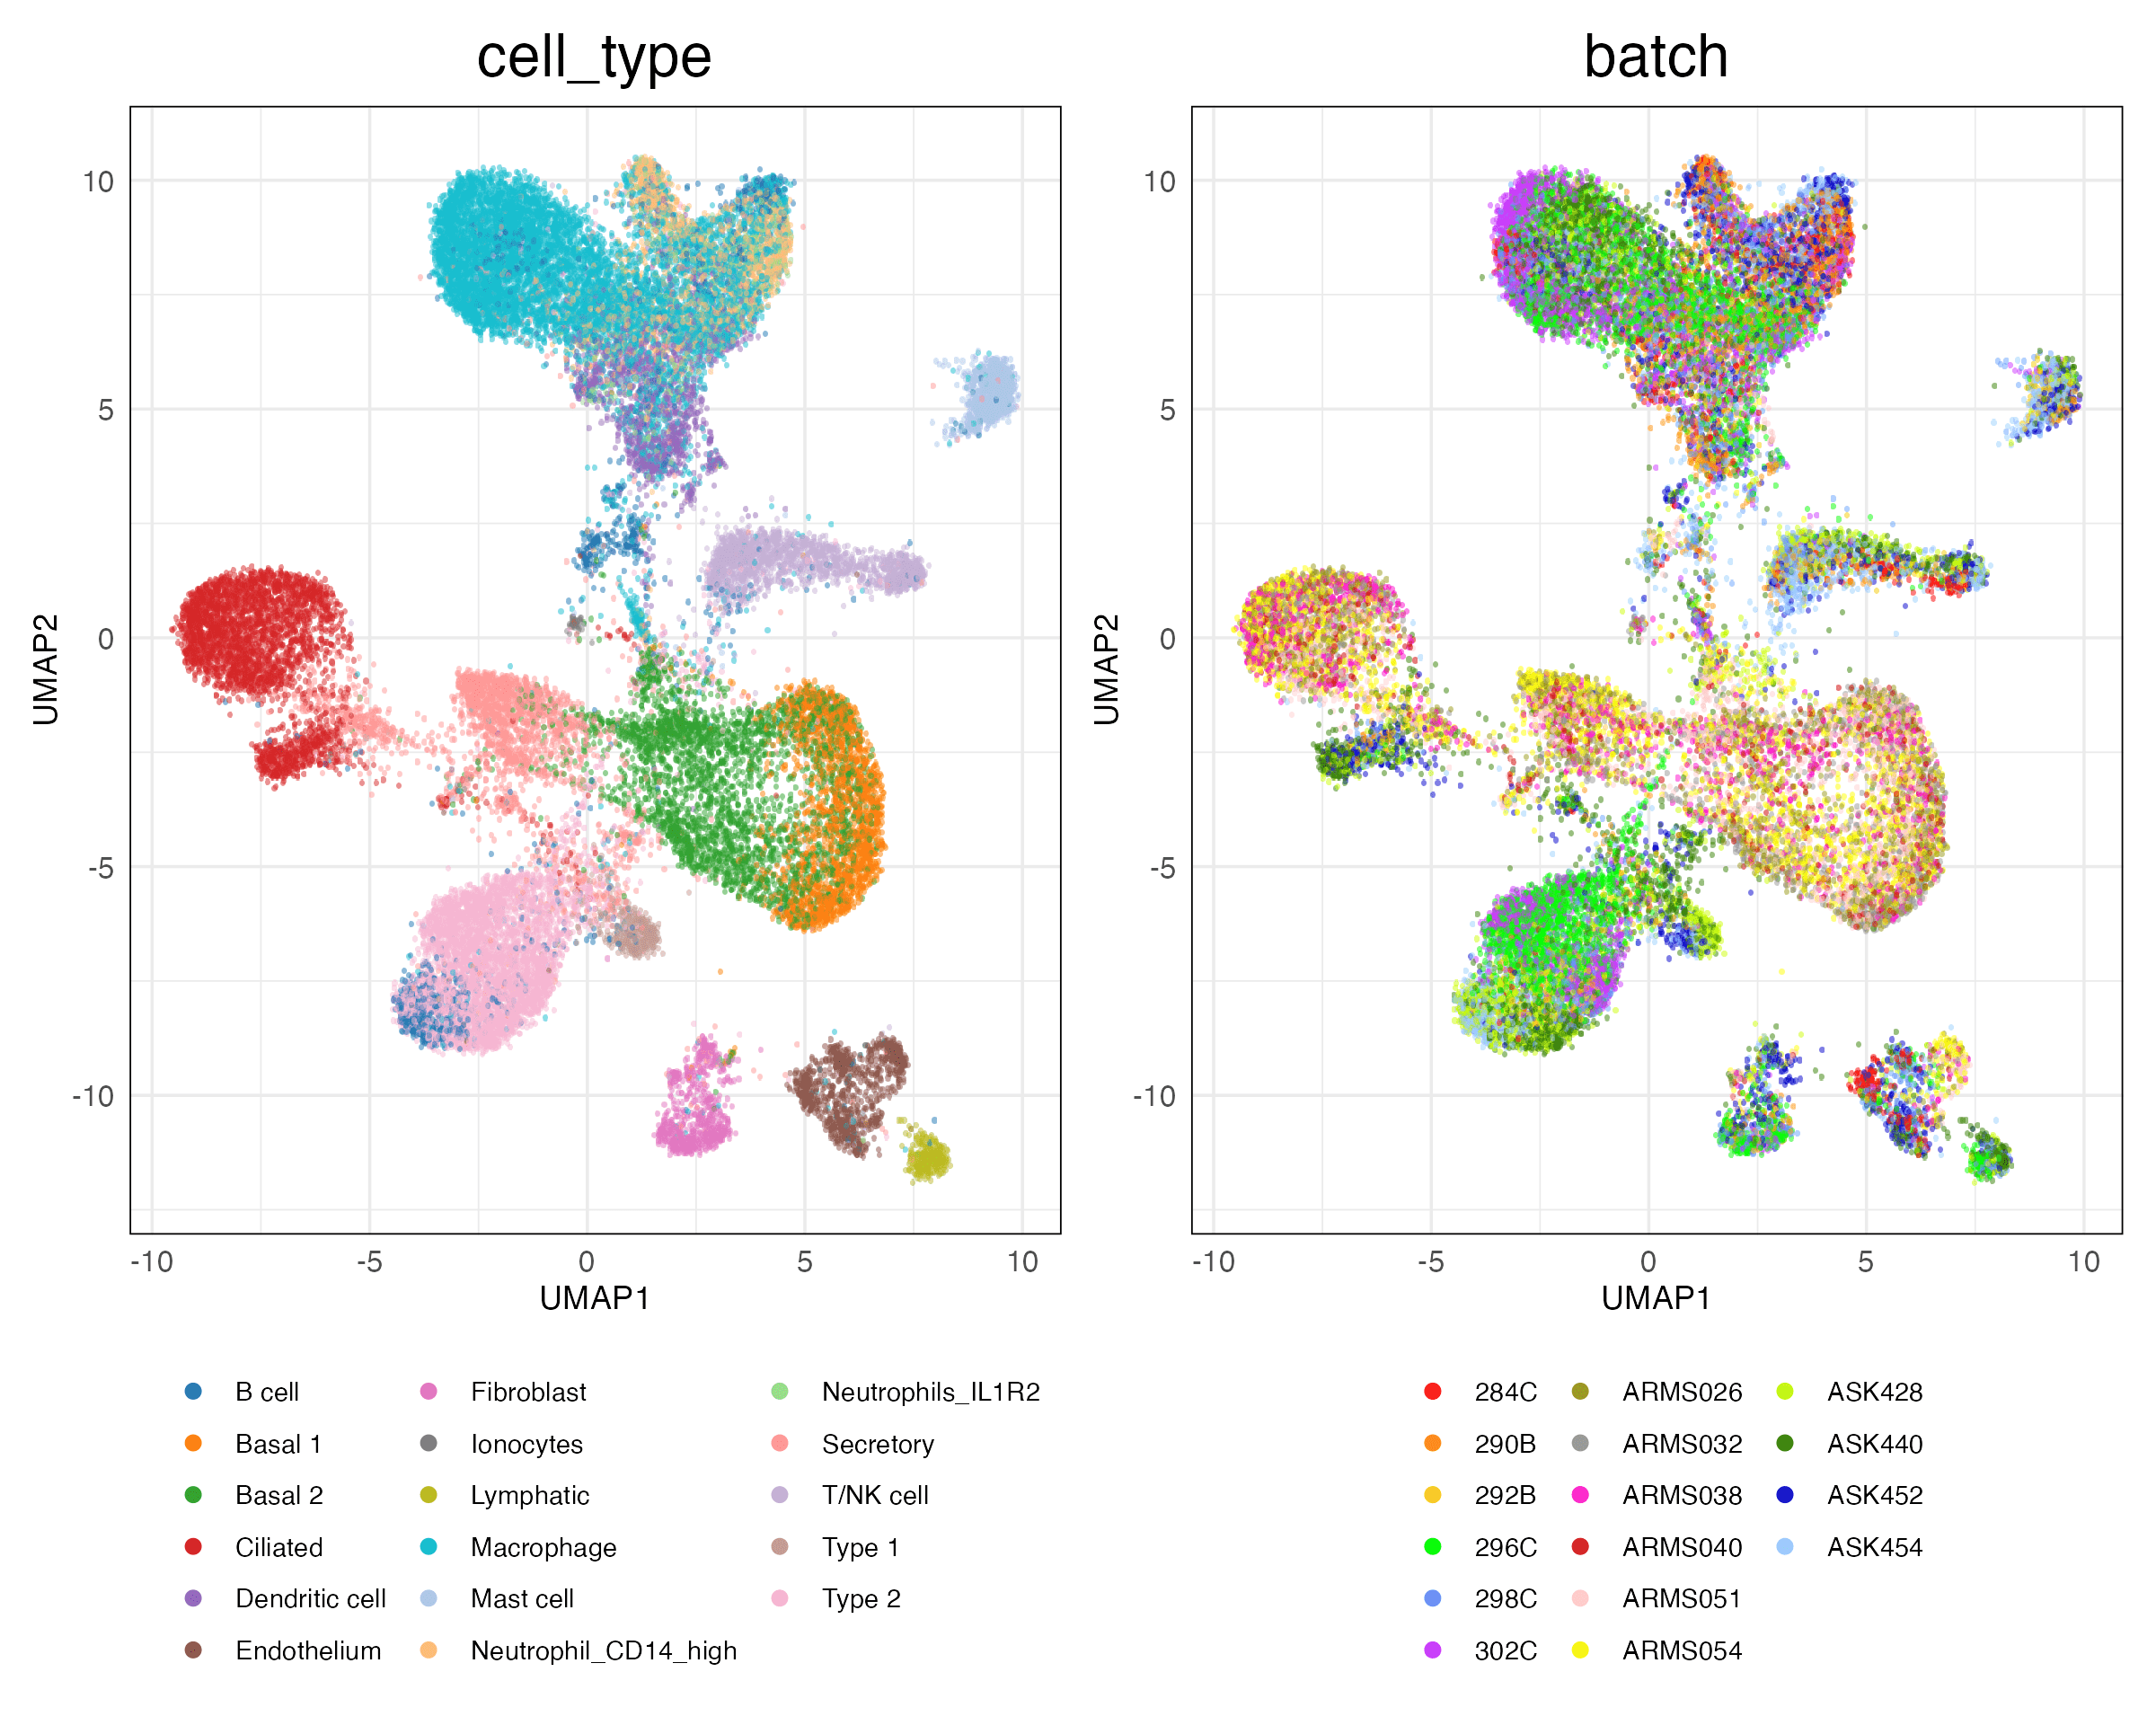 cell_type
batch
10
5
0
-5
-10
UMAP2
-10 -5 0 5 10
UMAP1
10
5
0
-5
-10
UMAP2
-10 -5 0 5 10
UMAP1
B cell
Basal 1
Basal 2
Ciliated
Dendritic cell
Endothelium
Fibroblast
Ionocytes
Lymphatic
Macrophage
Mast cell
Neutrophil_CD14_high
Neutrophils_IL1R2
Secretory
T/NK cell
Type 1
Type 2
284C
290B
292B
296C
298C
302C
ARMS026
ARMS032
ARMS038
ARMS040
ARMS051
ARMS054
ASK428
ASK440
ASK452
ASK454